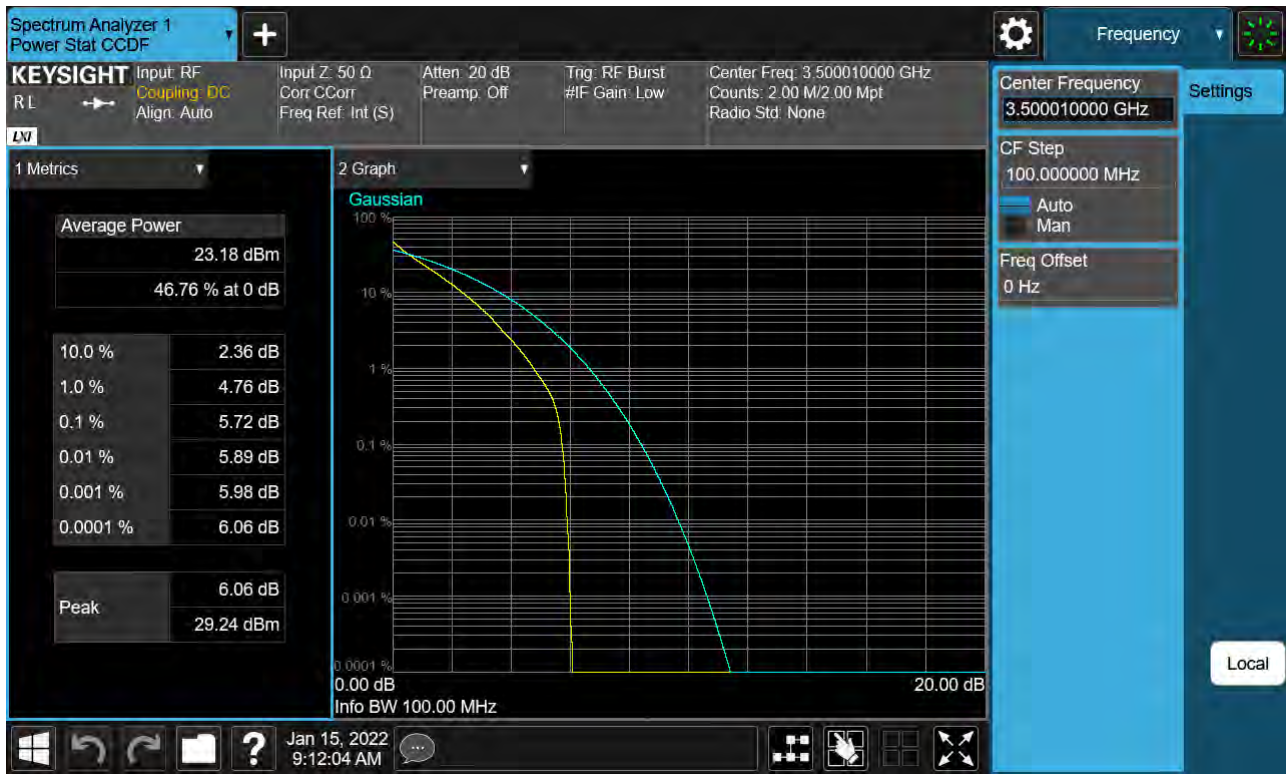 Spectrum Analyzer 1
Power Stat CCDF
+
Frequency
KEYSIGHT
RL
LXI
Input: RF
Coupling: DC
Align: Auto
Input Z: 50 Ω
Corr CCorr
Freq Ref: Int (S)
Atten: 20 dB
Preamp: Off
Trig: RF Burst
#IF Gain: Low
Center Freq: 3.500010000 GHz
Counts: 2.00 M/2.00 Mpt
Radio Std: None
Center Frequency
3.500010000 GHz
Settings
CF Step
100.000000 MHz
Auto
Man
Freq Offset
0 Hz
Local
1 Metrics
Average Power
23.18 dBm
46.76 % at 0 dB
10.0 % 2.36 dB
1.0 % 4.76 dB
0.1 % 5.72 dB
0.01 % 5.89 dB
0.001 % 5.98 dB
0.0001 % 6.06 dB
Peak
6.06 dB
29.24 dBm
2 Graph
Gaussian
100 %
10 %
1 %
0.1 %
0.01 %
0.001 %
0.0001 %
0.00 dB 20.00 dB
Info BW 100.00 MHz
?
Jan 15, 2022
9:12:04 AM